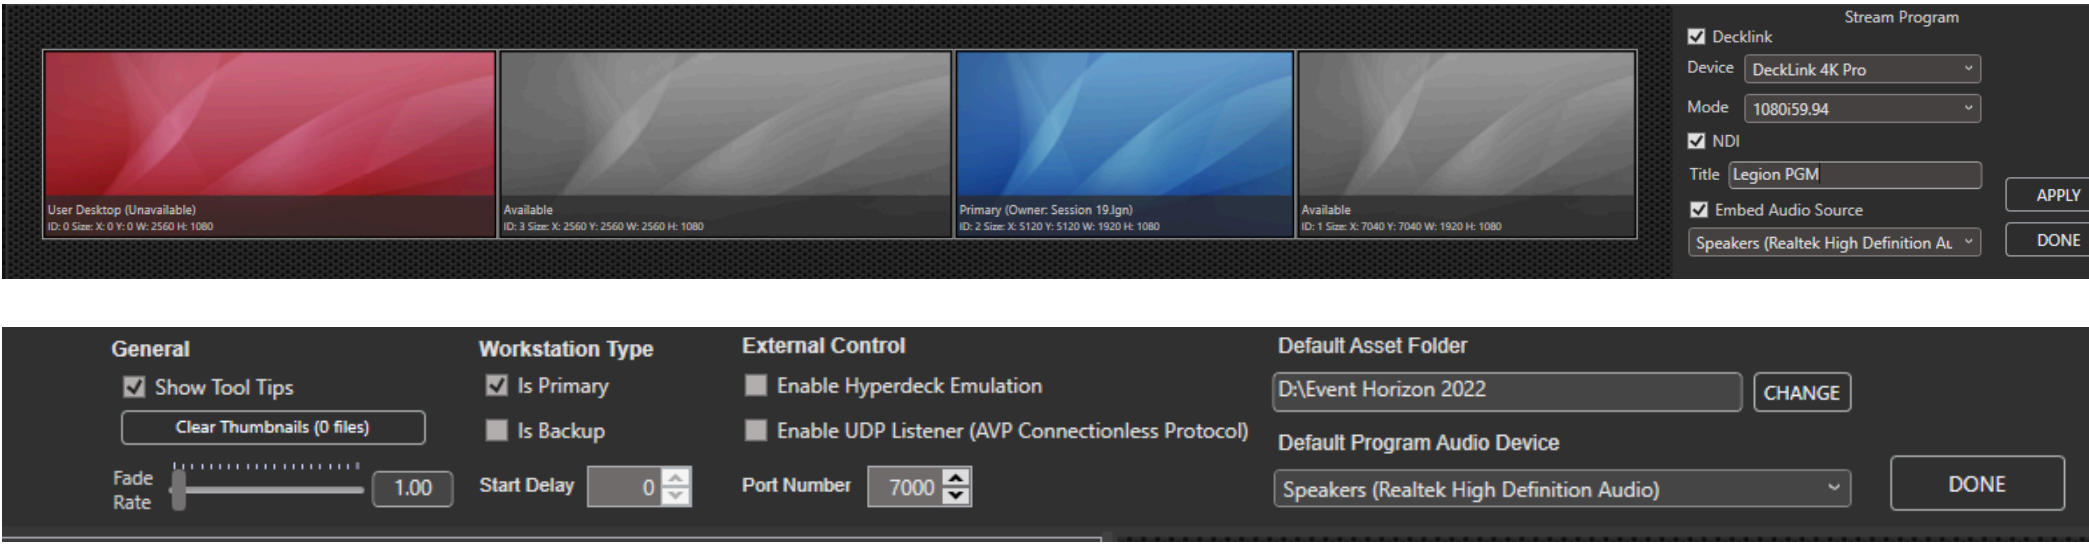 Stream Program
Decklink
Device DeckLink 4K Pro
Mode 1080i59.94
NDI
Title Legion PGM
Embed Audio Source
Speakers (Realtek High Definition Au
APPLY
DONE
User Desktop (Unavailable)
ID: 0 Size: X: 0 Y: 0 W: 2560 H: 1080
Available
ID: 3 Size: X: 2560 Y: 2560 W: 2560 H: 1080
Primary (Owner: Session 19.lgn)
ID: 2 Size: X: 5120 Y: 5120 W: 1920 H: 1080
Available
ID: 1 Size: X: 7040 Y: 7040 W: 1920 H: 1080
General
Show Tool Tips
Clear Thumbnails (0 files)
Fade
Rate
1.00
Workstation Type
Is Primary
Is Backup
Start Delay 0
External Control
Enable Hyperdeck Emulation
Enable UDP Listener (AVP Connectionless Protocol)
Port Number 7000
Default Asset Folder
D:\Event Horizon 2022
CHANGE
Default Program Audio Device
Speakers (Realtek High Definition Audio)
DONE